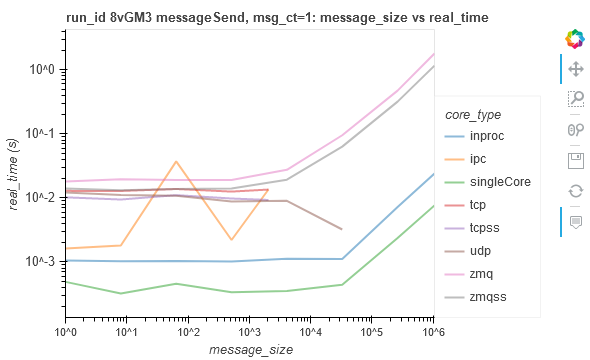 run_id 8vGM3 messageSend, msg_ct=1: message_size vs real_time
real_time (s)
10^0
10^-1
10^-2
10^-3
10^0
10^1
10^2
10^3
10^4
10^5
10^6
message_size
core_type
inproc
ipc
singleCore
tcp
tcpss
udp
zmq
zmqss